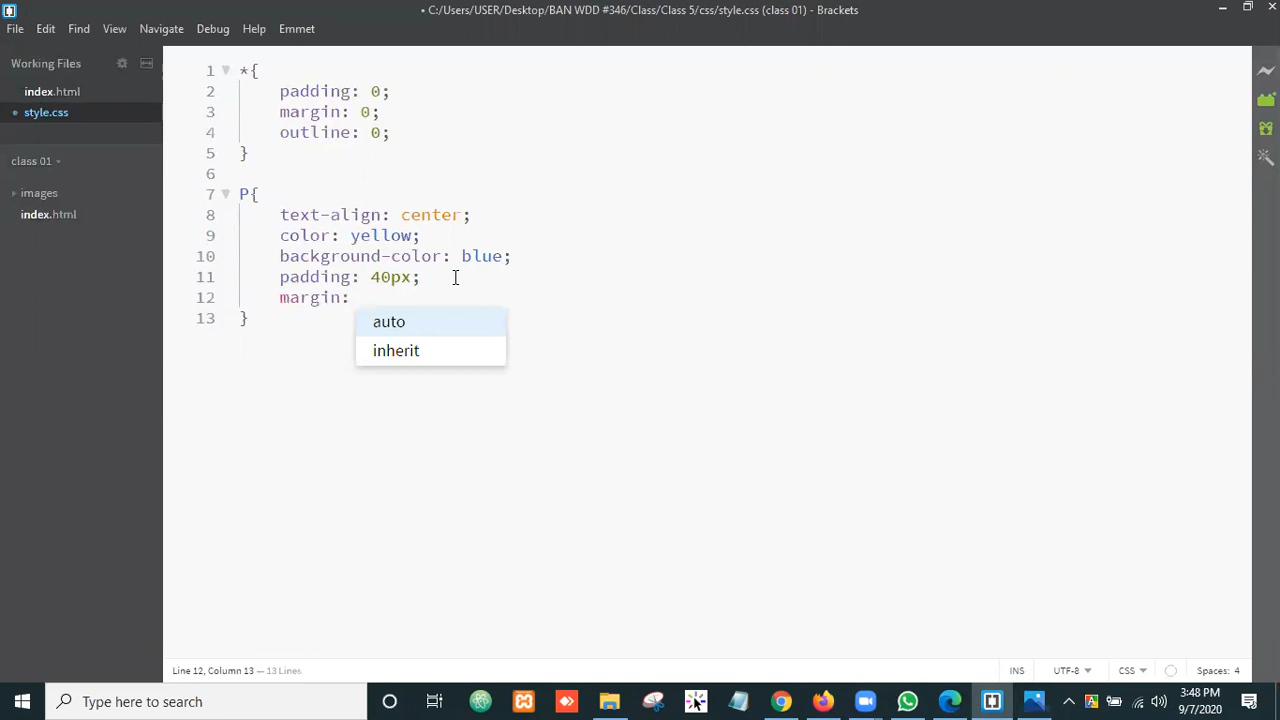 • C:/Users/USER/Desktop/BAN WDD #346/Class/Class 5/css/style.css (class 01) - Brackets
File Edit Find View Navigate Debug Help Emmet
Working Files
index.html
• style.css
class 01
images
index.html
1 *{
2 padding: 0;
3 margin: 0;
4 outline: 0;
5 }
6
7 P{
8 text-align: center;
9 color: yellow;
10 background-color: blue;
11 padding: 40px;
12 margin:
13 }
auto
inherit
Line 12, Column 13 — 13 Lines
INS UTF-8 CSS Spaces: 4
Type here to search
3:48 PM
9/7/2020